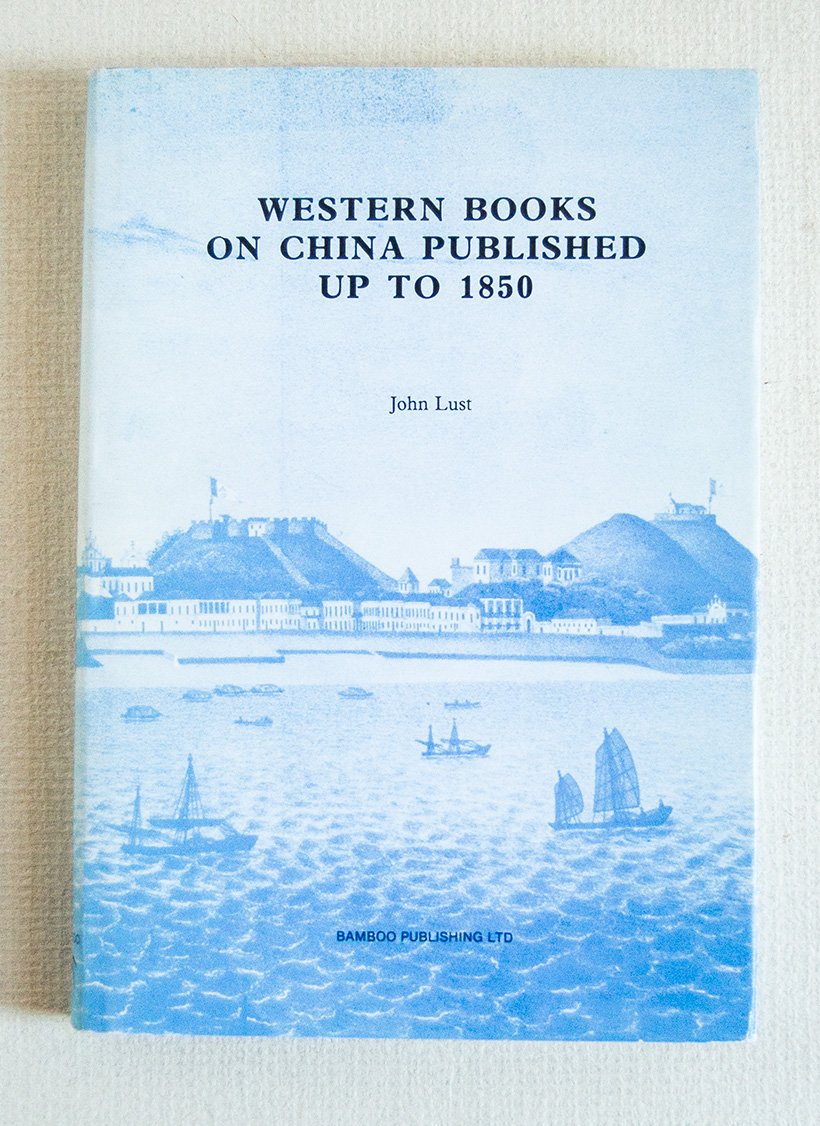 WESTERN BOOKS
ON CHINA PUBLISHED
UP TO 1850
John Lust
BAMBOO PUBLISHING LTD